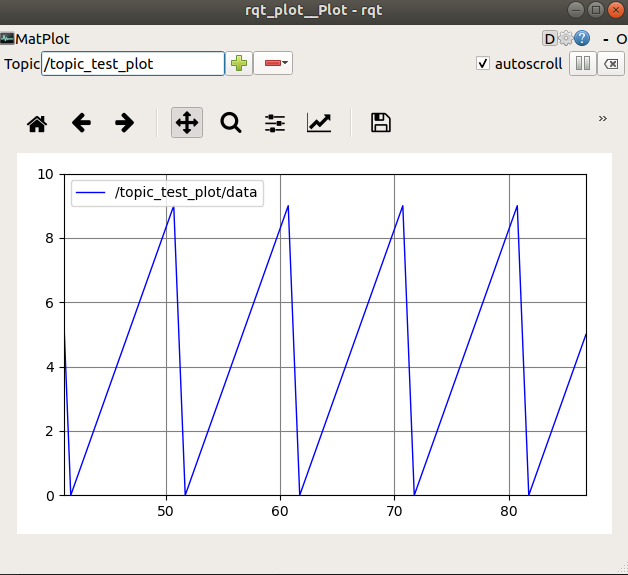 rqt_plot__Plot - rqt
MatPlot D - O
Topic /topic_test_plot autoscroll
»
/topic_test_plot/data
10
8
6
4
2
0
50 60 70 80